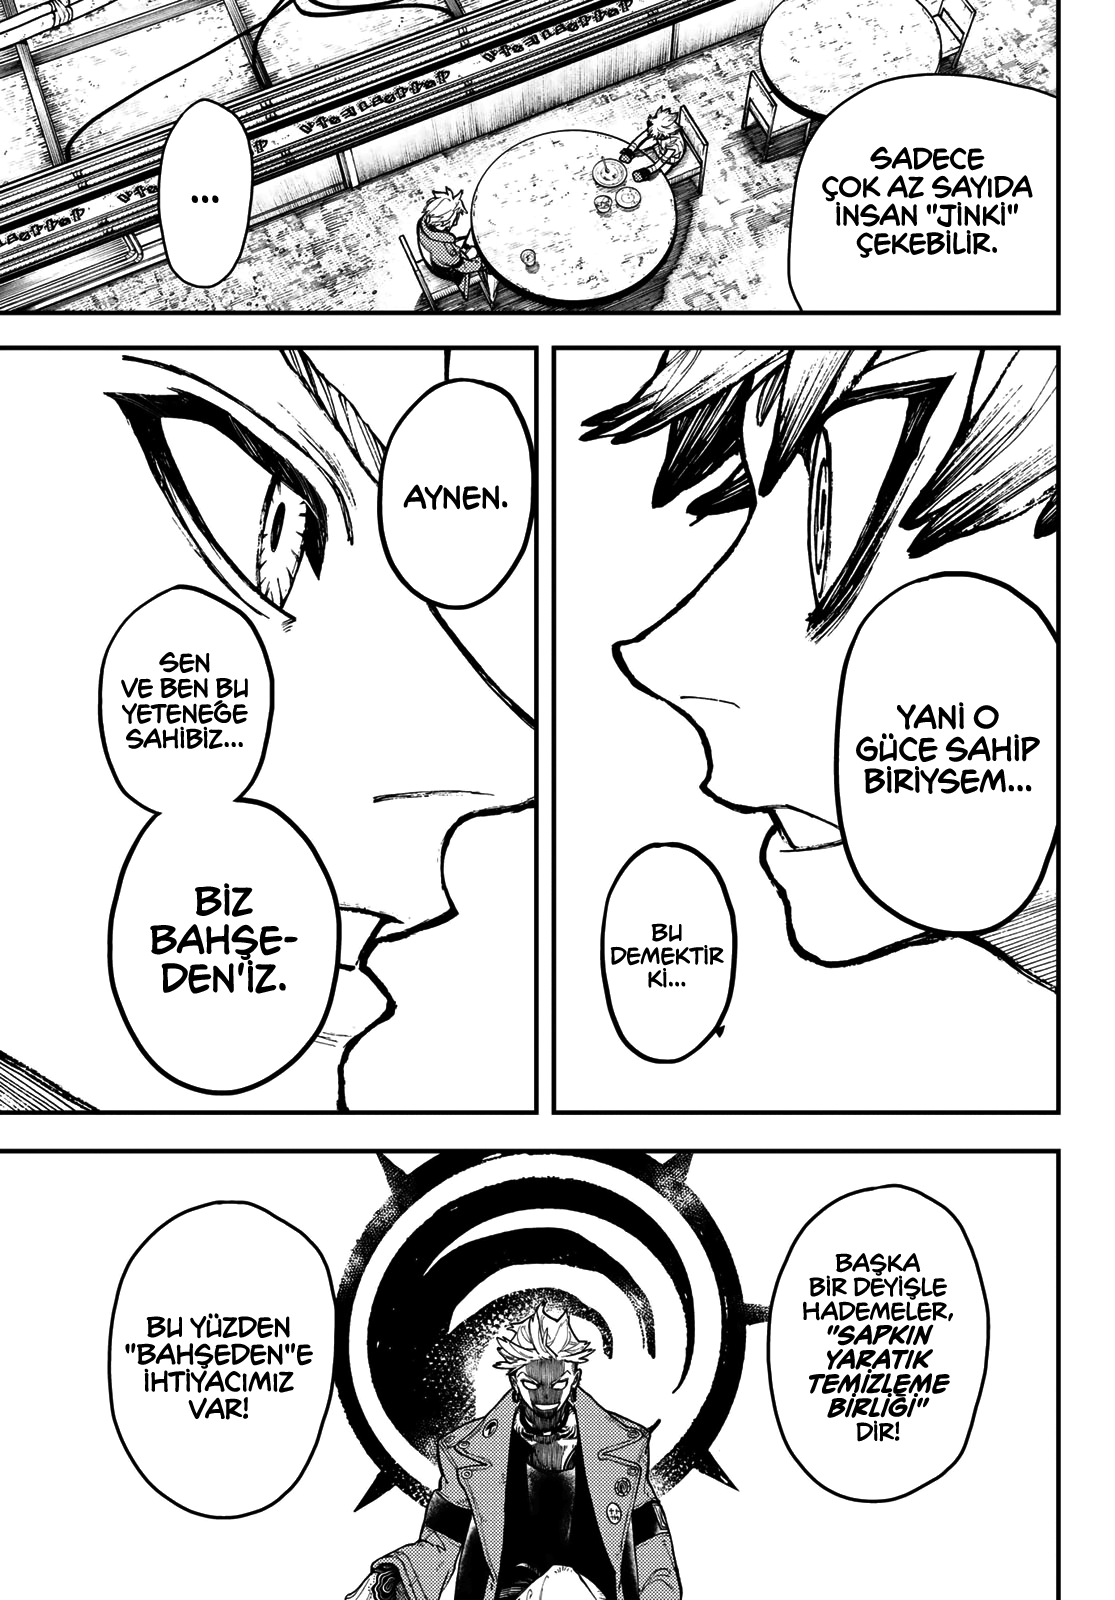 SADECE
ÇOK AZ SAYIDA
İNSAN "JİNKİ"
ÇEKEBİLİR.
...
YANİ O
GÜCE SAHİP
BİRİYSEM...
BU
DEMEKTİR
Kİ...
AYNEN.
SEN
VE BEN BU
YETENEĞE
SAHİBİZ...
BİZ
BAHŞE-
DEN'İZ.
BAŞKA
BİR DEYİŞLE
HADEMELER,
"SAPKIN
YARATIK
TEMİZLEME
BİRLİĞİ"
DİR!
BU YÜZDEN
"BAHŞEDEN"E
İHTİYACIMIZ
VAR!